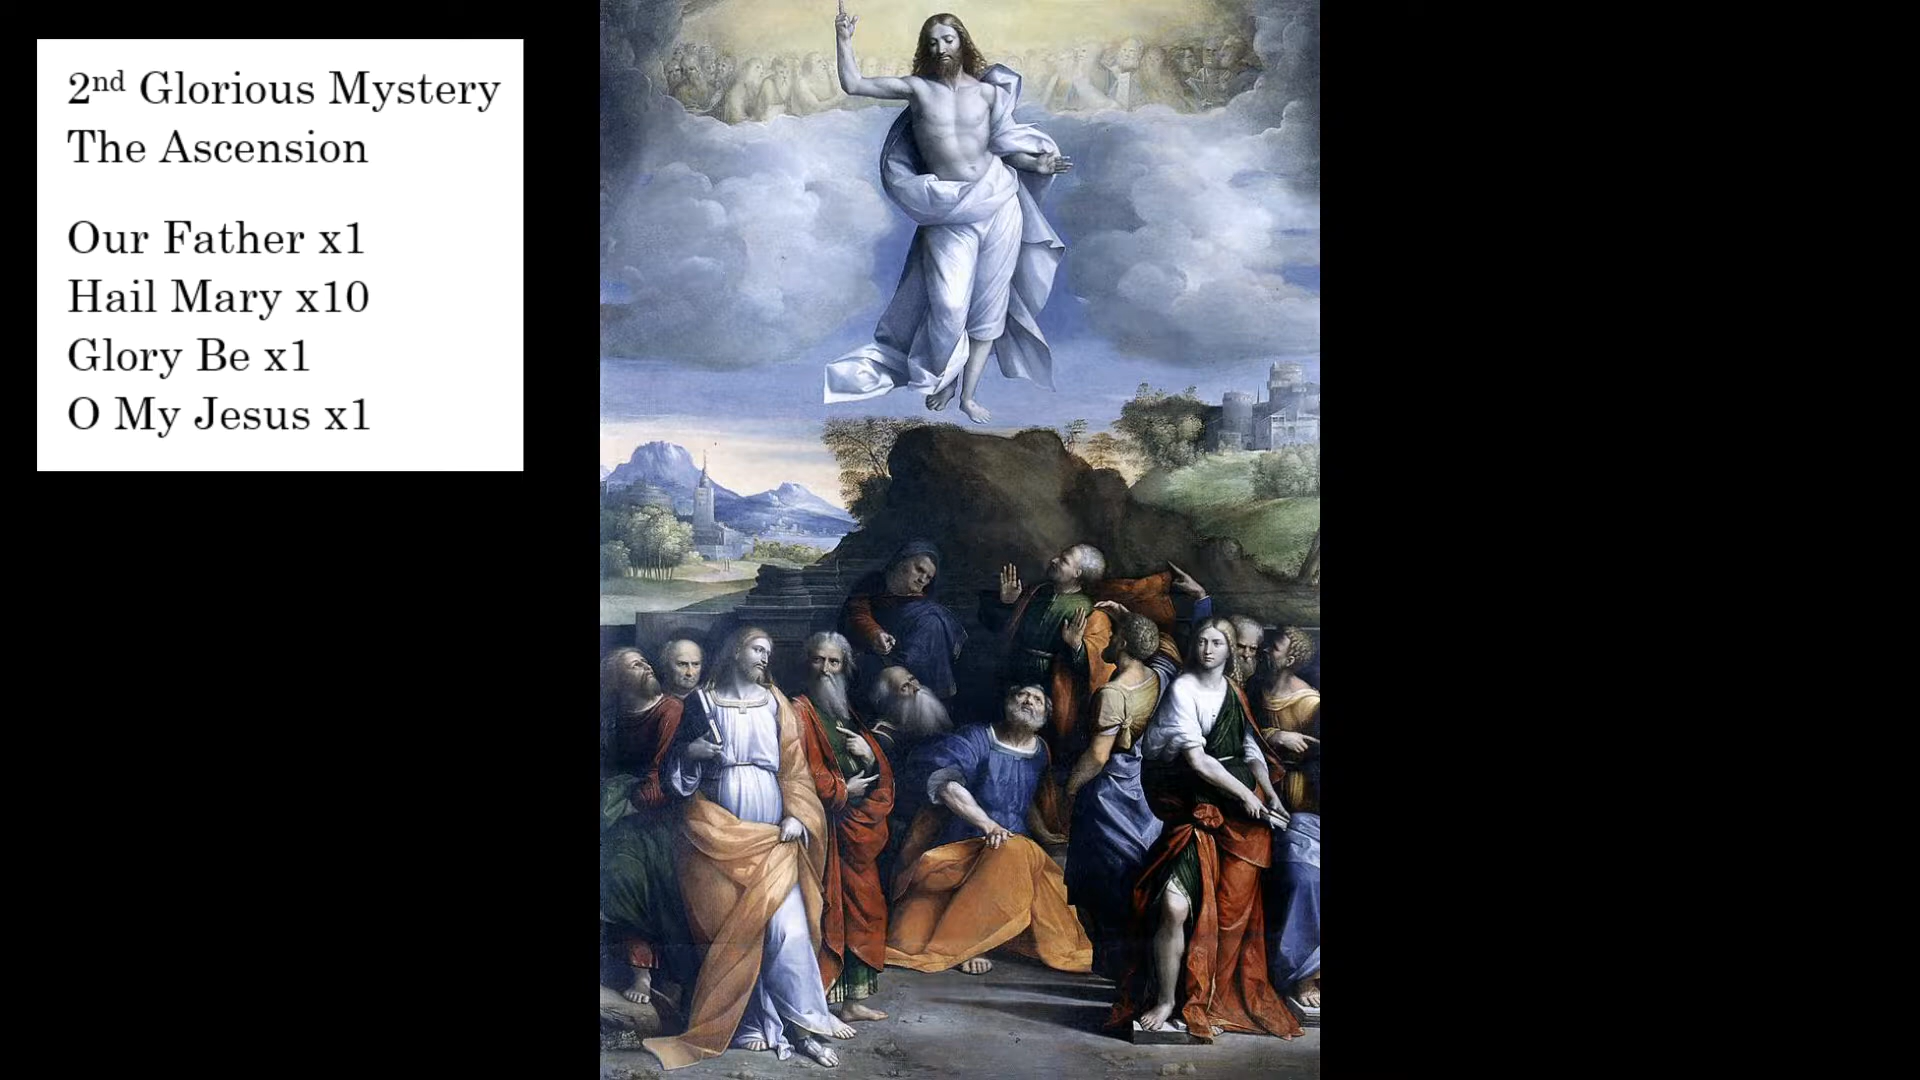 2nd Glorious Mystery
The Ascension
Our Father x1
Hail Mary x10
Glory Be x1
O My Jesus x1